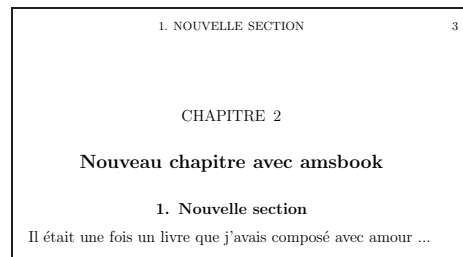 1. NOUVELLE SECTION 3
CHAPITRE 2
Nouveau chapitre avec amsbook
1. Nouvelle section
Il était une fois un livre que j'avais composé avec amour ...